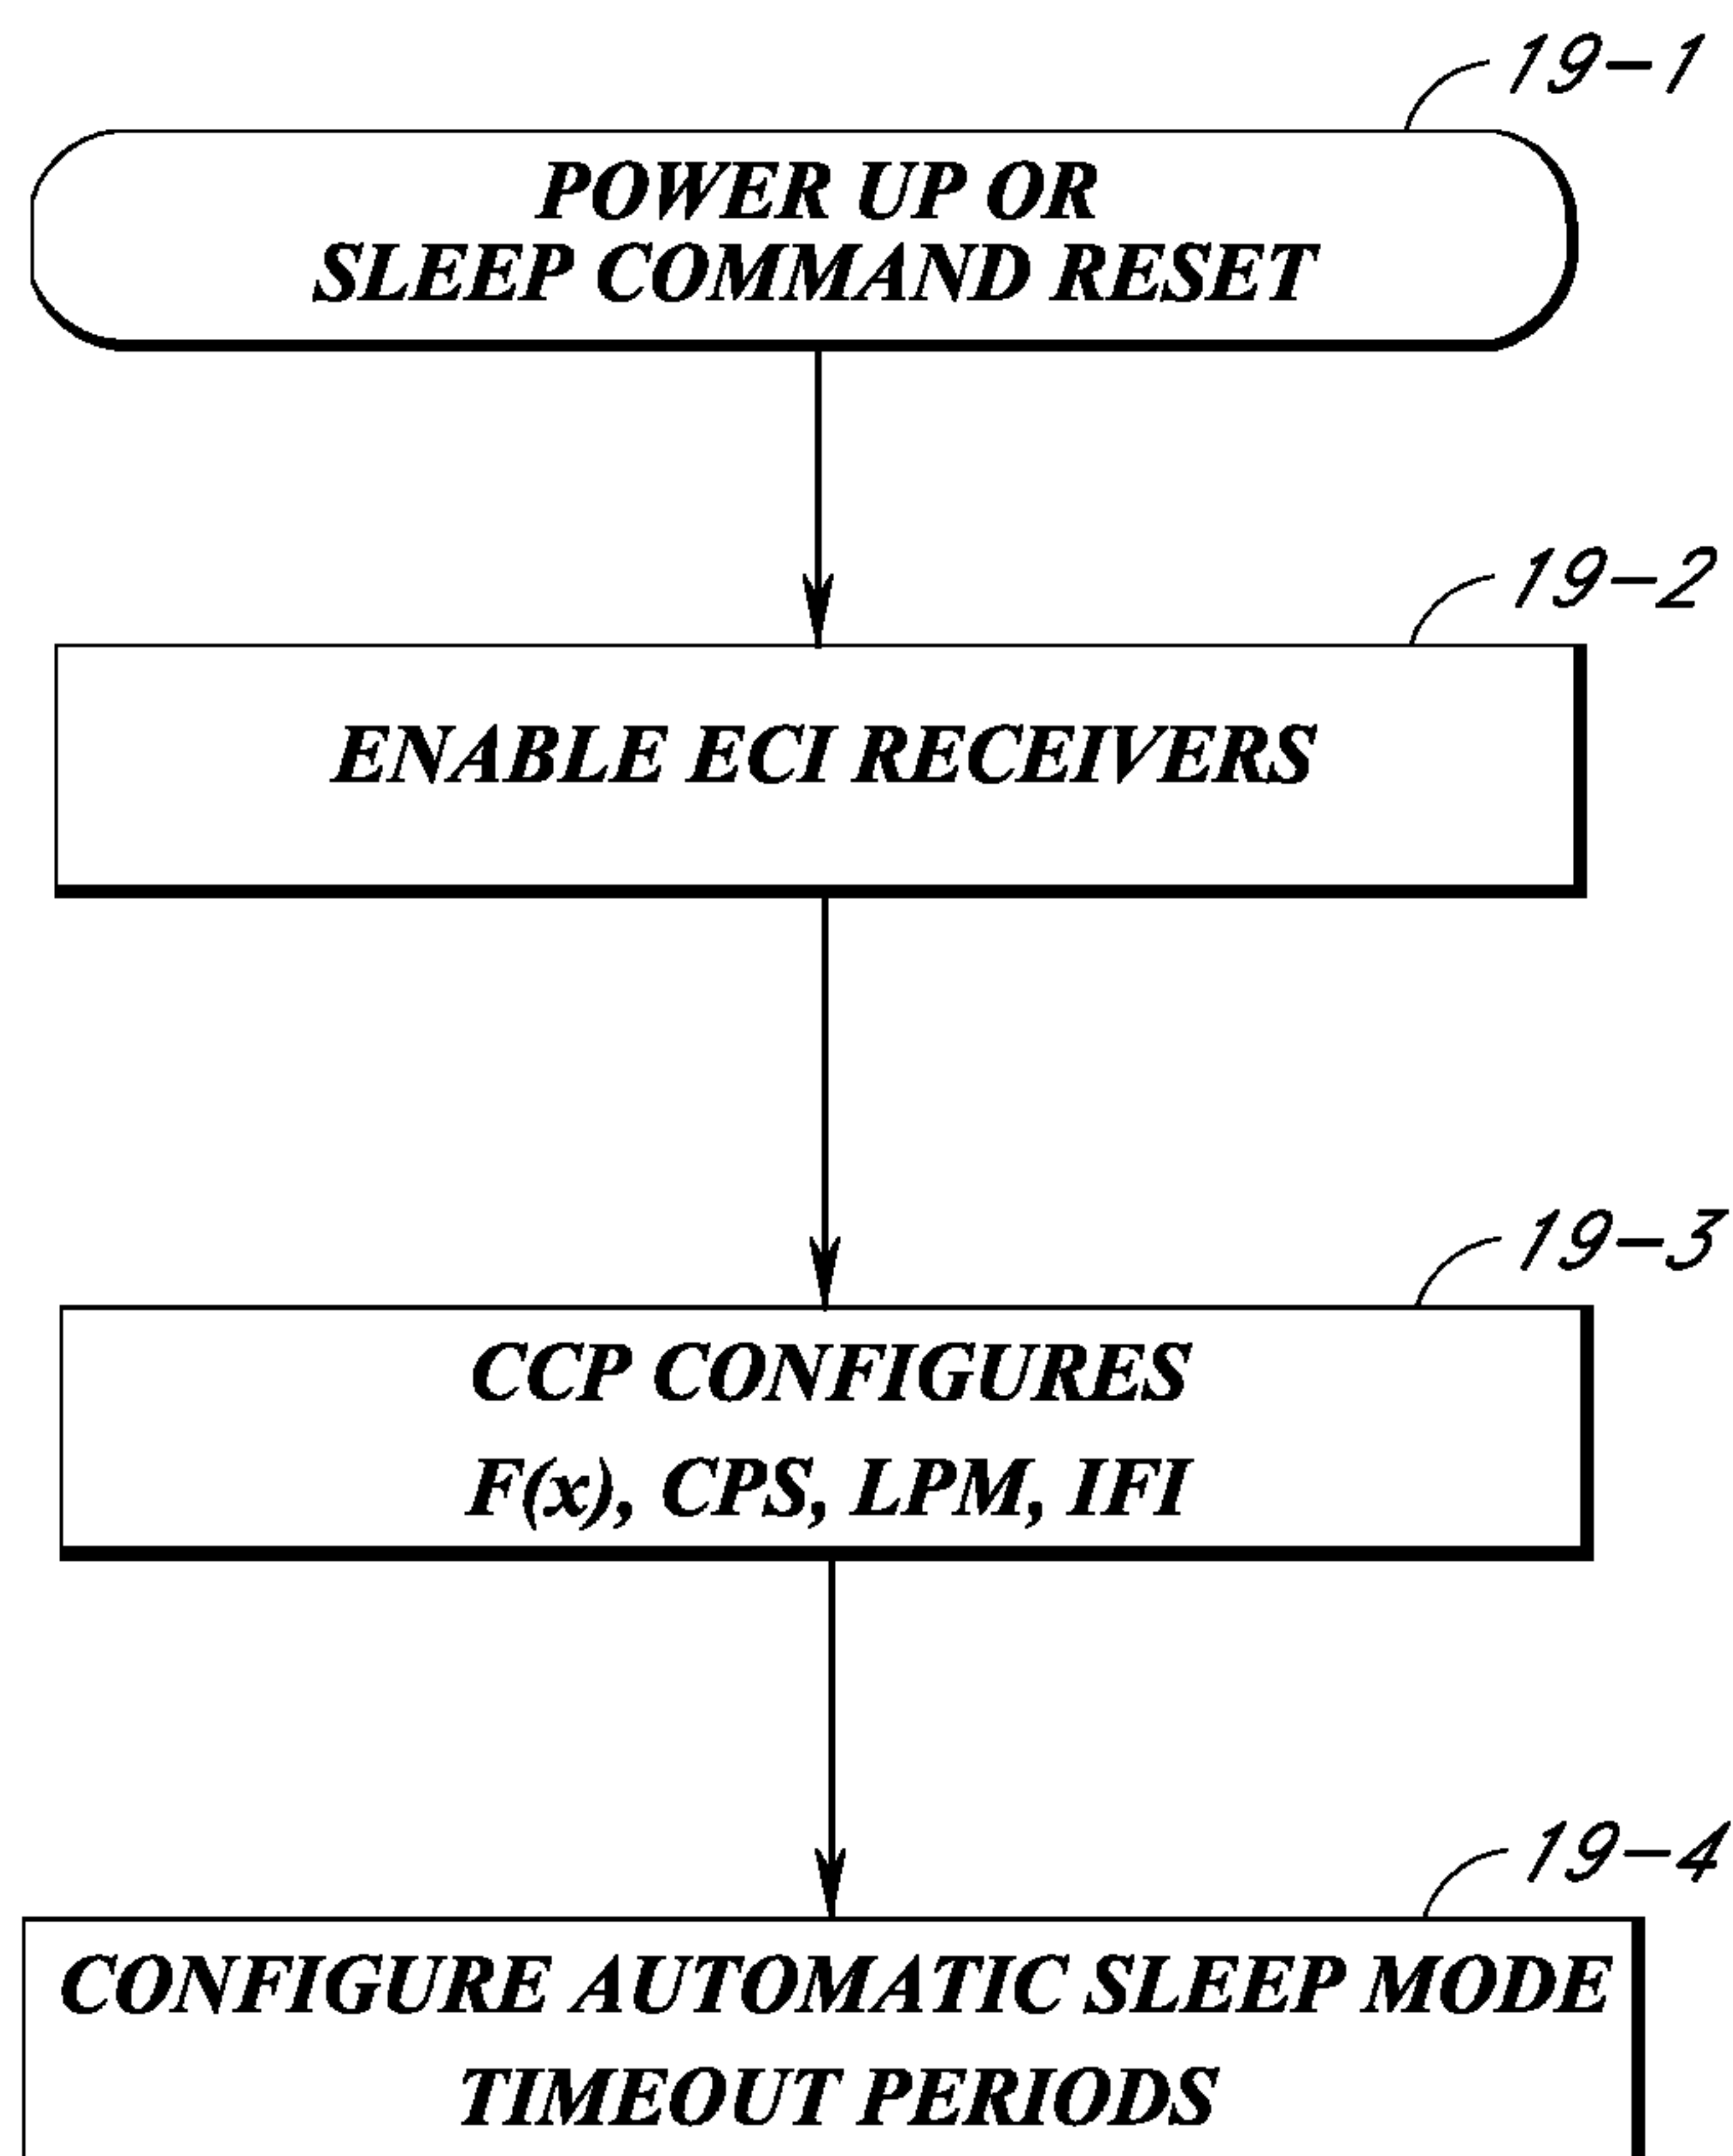 19-1
POWER UP OR
SLEEP COMMAND RESET
19-2
ENABLE ECI RECEIVERS
19-3
CCP CONFIGURES
F(x), CPS, LPM, IFI
19-4
CONFIGURE AUTOMATIC SLEEP MODE
TIMEOUT PERIODS